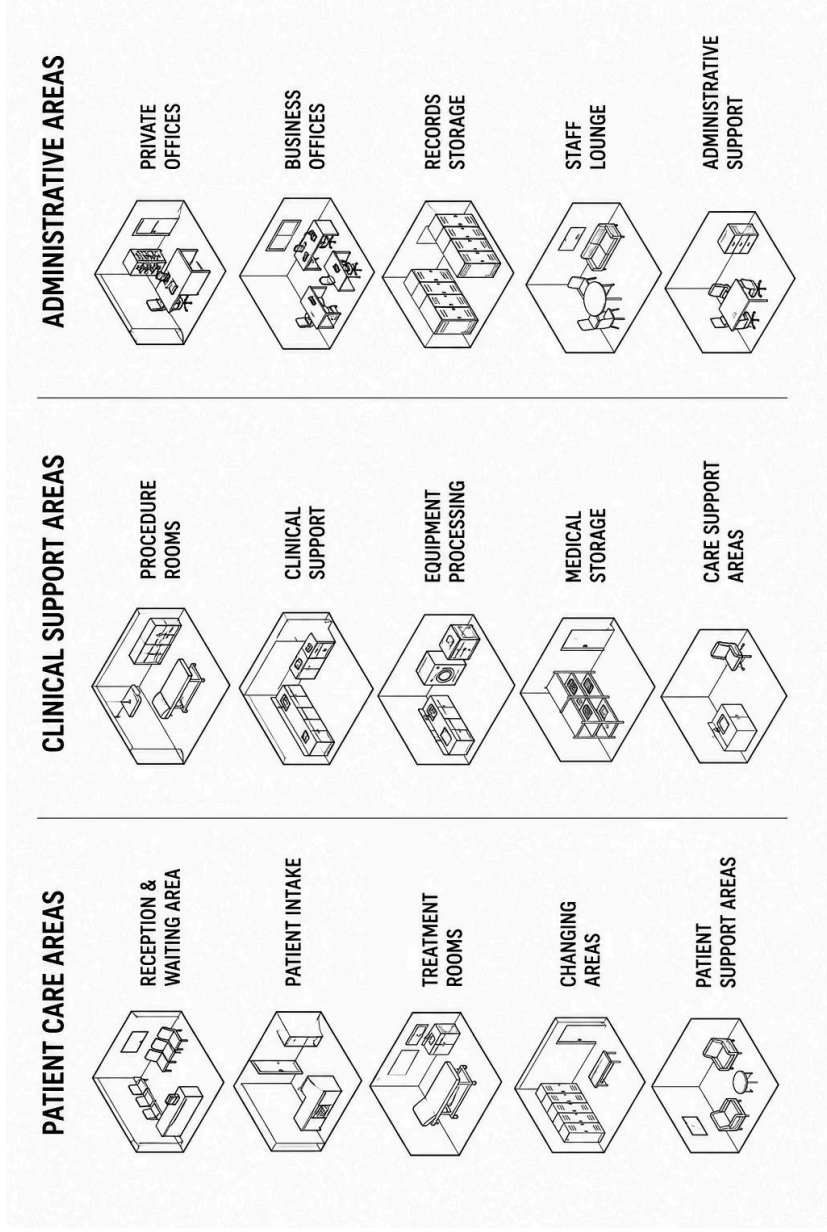 PATIENT CARE AREAS
RECEPTION &
WAITING AREA
PATIENT INTAKE
TREATMENT
ROOMS
CHANGING
AREAS
PATIENT
SUPPORT AREAS
CLINICAL SUPPORT AREAS
PROCEDURE
ROOMS
CLINICAL
SUPPORT
EQUIPMENT
PROCESSING
MEDICAL
STORAGE
CARE SUPPORT
AREAS
ADMINISTRATIVE AREAS
PRIVATE
OFFICES
BUSINESS
OFFICES
RECORDS
STORAGE
STAFF
LOUNGE
ADMINISTRATIVE
SUPPORT